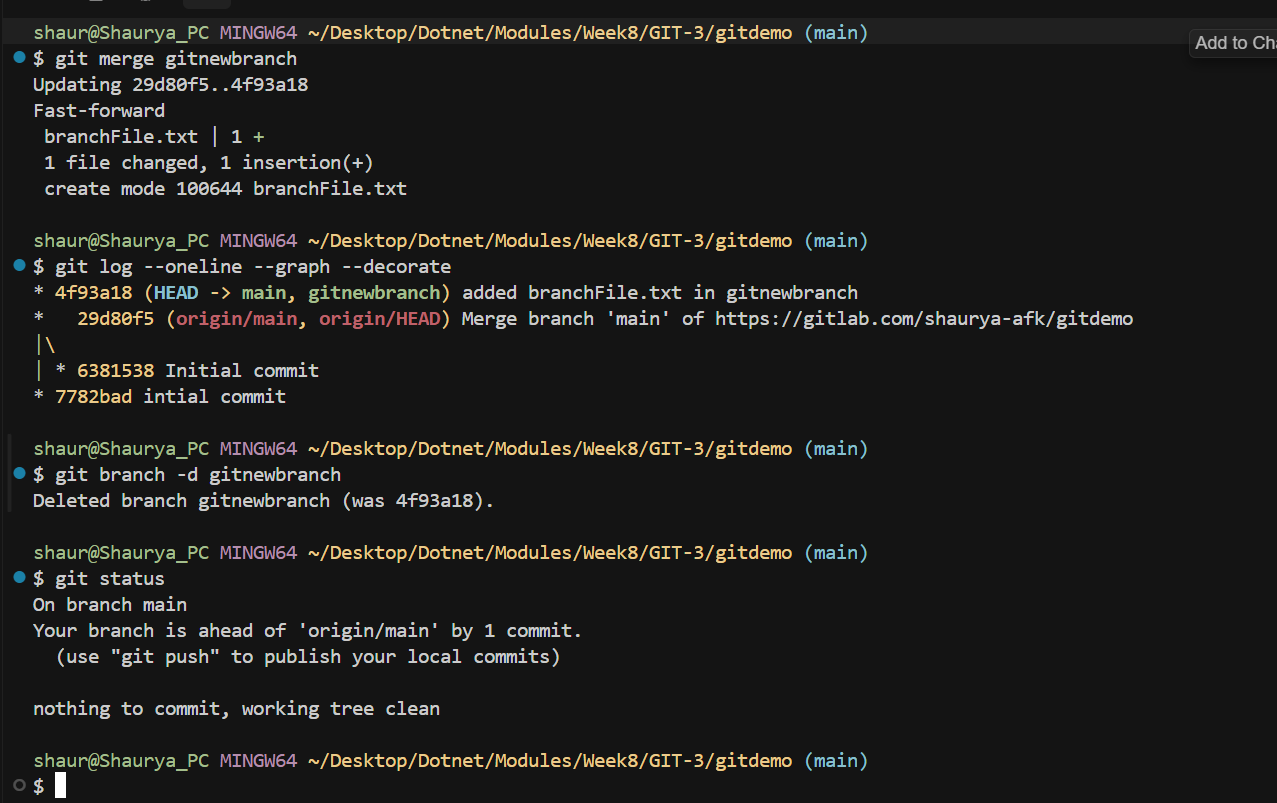 shaur@Shaurya_PC MINGW64 ~/Desktop/Dotnet/Modules/Week8/GIT-3/gitdemo (main)
Add to Cha
$ git merge gitnewbranch
Updating 29d80f5..4f93a18
Fast-forward
 branchFile.txt | 1 +
 1 file changed, 1 insertion(+)
 create mode 100644 branchFile.txt
shaur@Shaurya_PC MINGW64 ~/Desktop/Dotnet/Modules/Week8/GIT-3/gitdemo (main)
$ git log --oneline --graph --decorate
* 4f93a18 (HEAD -> main, gitnewbranch) added branchFile.txt in gitnewbranch
*   29d80f5 (origin/main, origin/HEAD) Merge branch 'main' of https://gitlab.com/shaurya-afk/gitdemo
|\
| * 6381538 Initial commit
* 7782bad intial commit
shaur@Shaurya_PC MINGW64 ~/Desktop/Dotnet/Modules/Week8/GIT-3/gitdemo (main)
$ git branch -d gitnewbranch
Deleted branch gitnewbranch (was 4f93a18).
shaur@Shaurya_PC MINGW64 ~/Desktop/Dotnet/Modules/Week8/GIT-3/gitdemo (main)
$ git status
On branch main
Your branch is ahead of 'origin/main' by 1 commit.
  (use "git push" to publish your local commits)
nothing to commit, working tree clean
shaur@Shaurya_PC MINGW64 ~/Desktop/Dotnet/Modules/Week8/GIT-3/gitdemo (main)
$